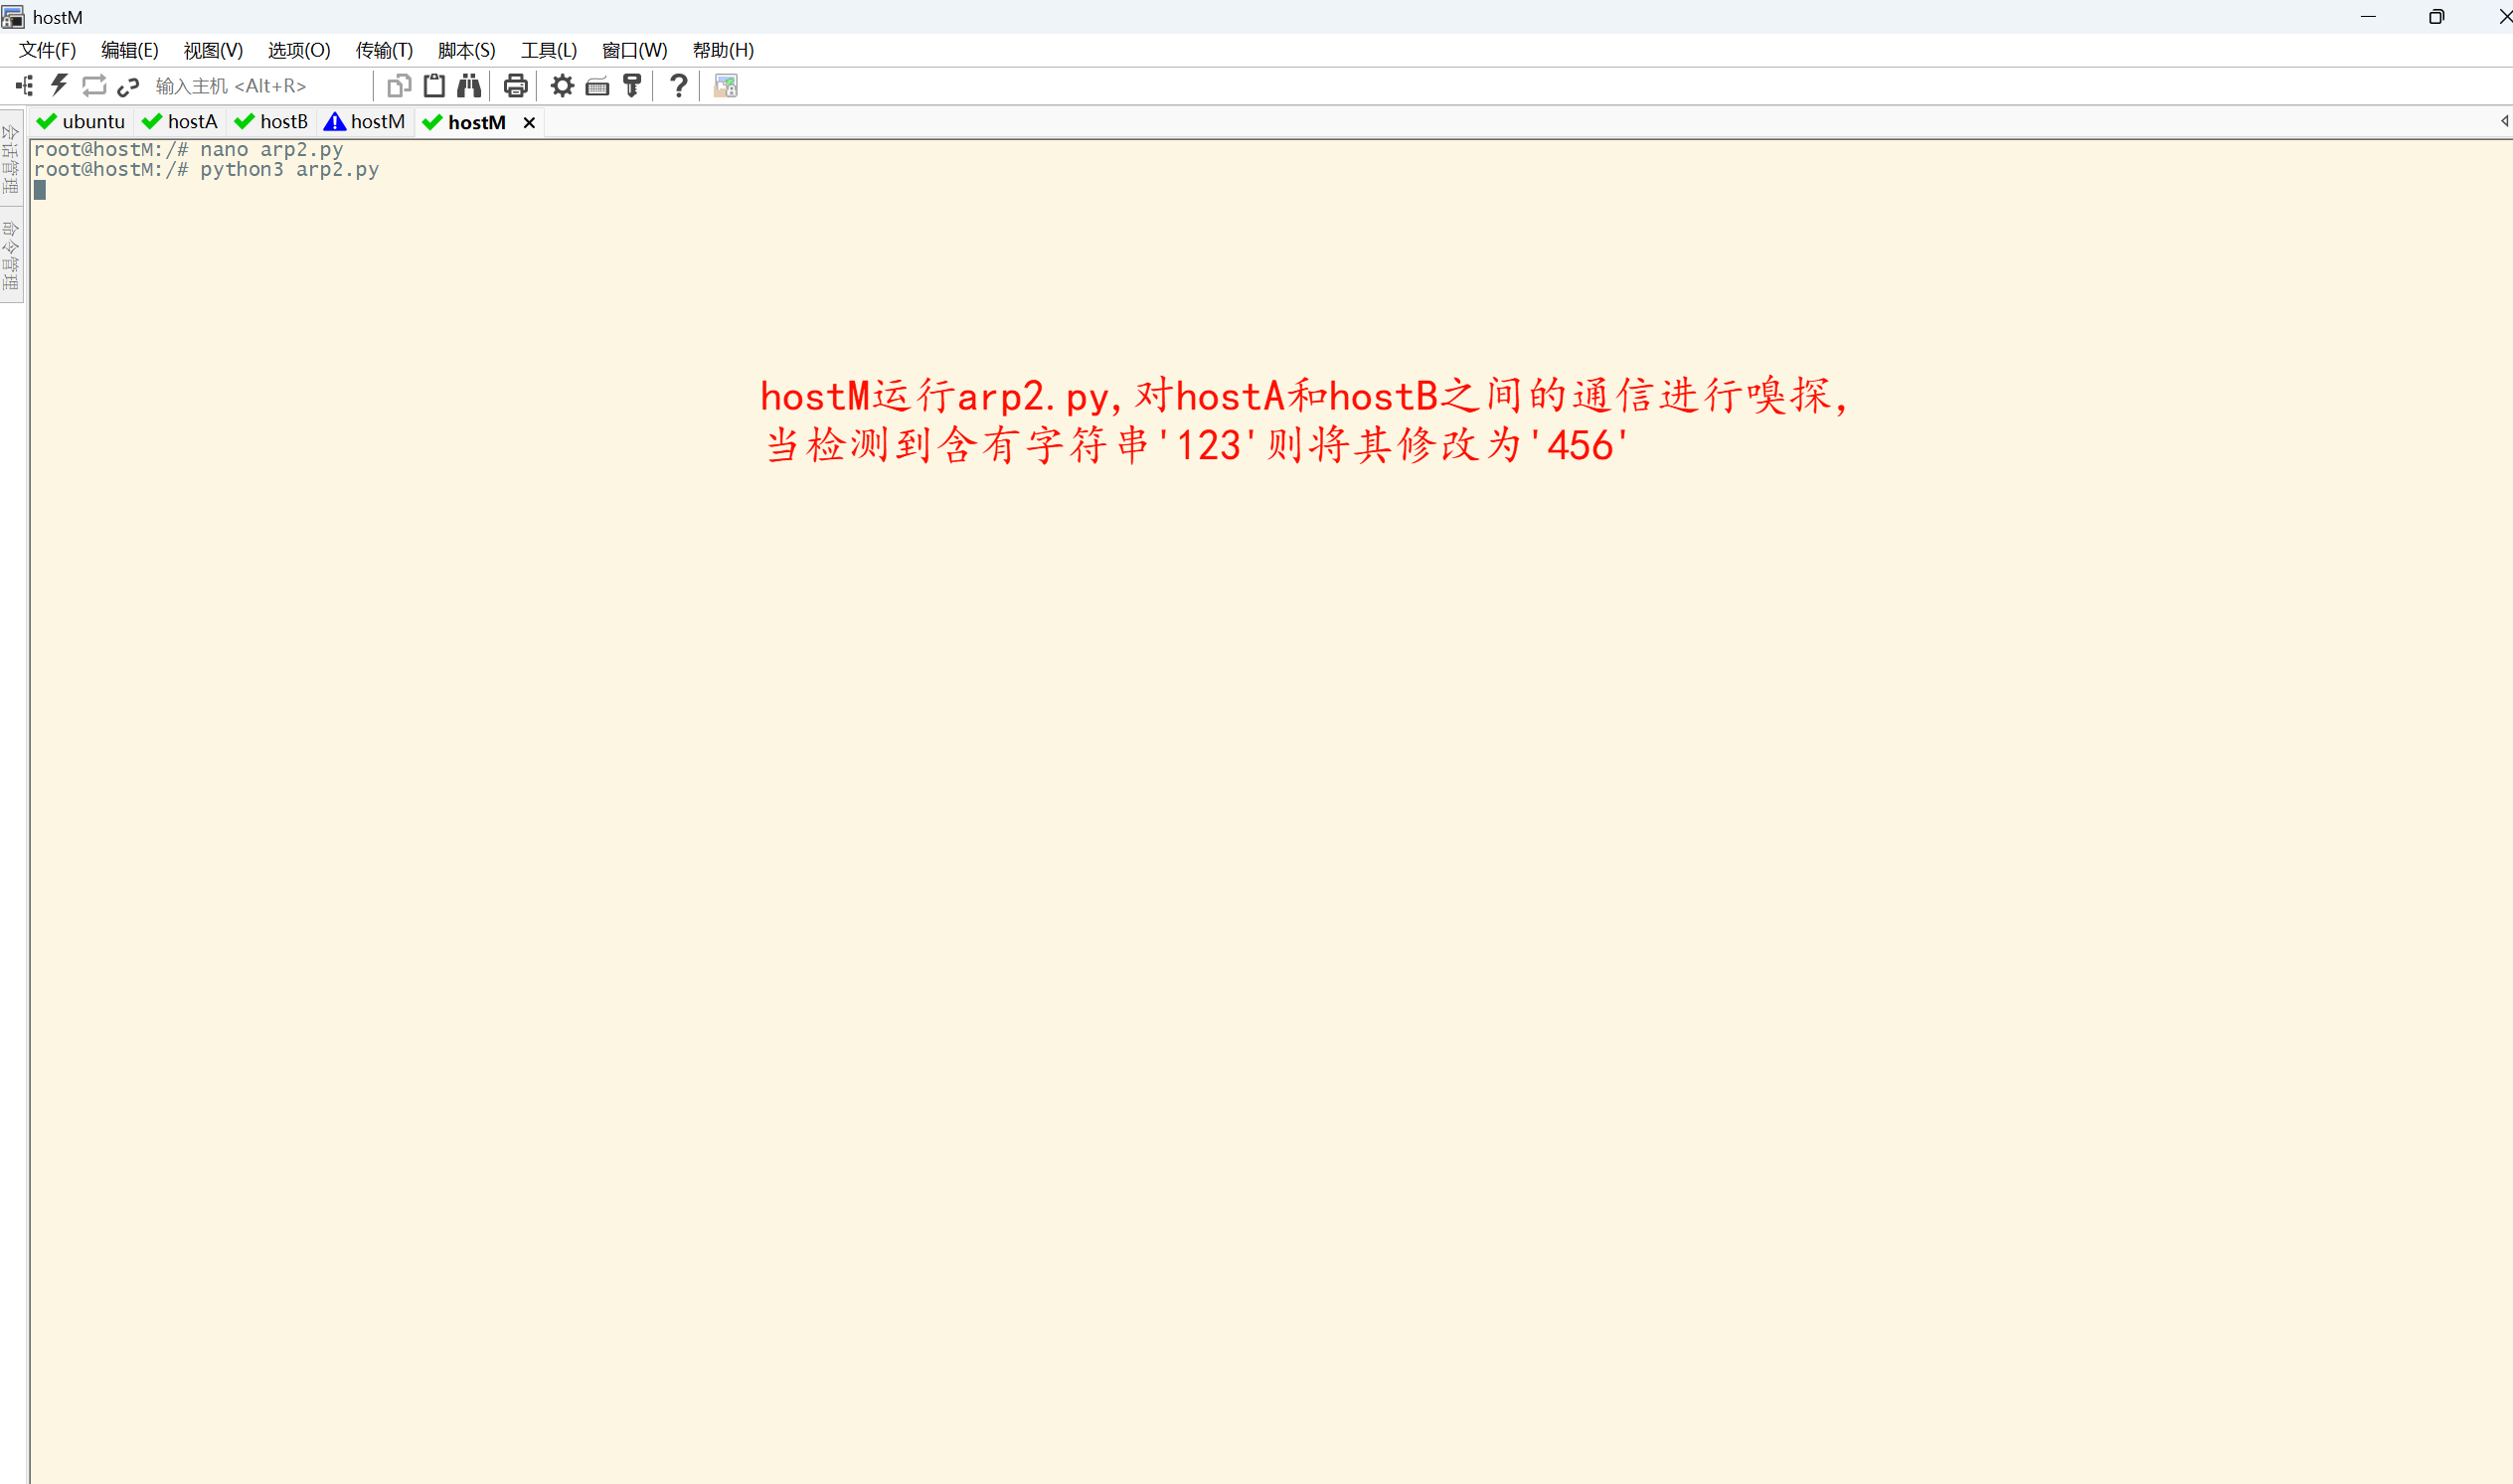 hostM
文件(F) 编辑(E) 视图(V) 选项(O) 传输(T) 脚本(S) 工具(L) 窗口(W) 帮助(H)
输入主机 <Alt+R>
ubuntu hostA hostB hostM hostM
会话管理
命令管理
root@hostM:/# nano arp2.py
root@hostM:/# python3 arp2.py
hostM运行arp2.py,对hostA和hostB之间的通信进行嗅探,
当检测到含有字符串'123'则将其修改为'456'